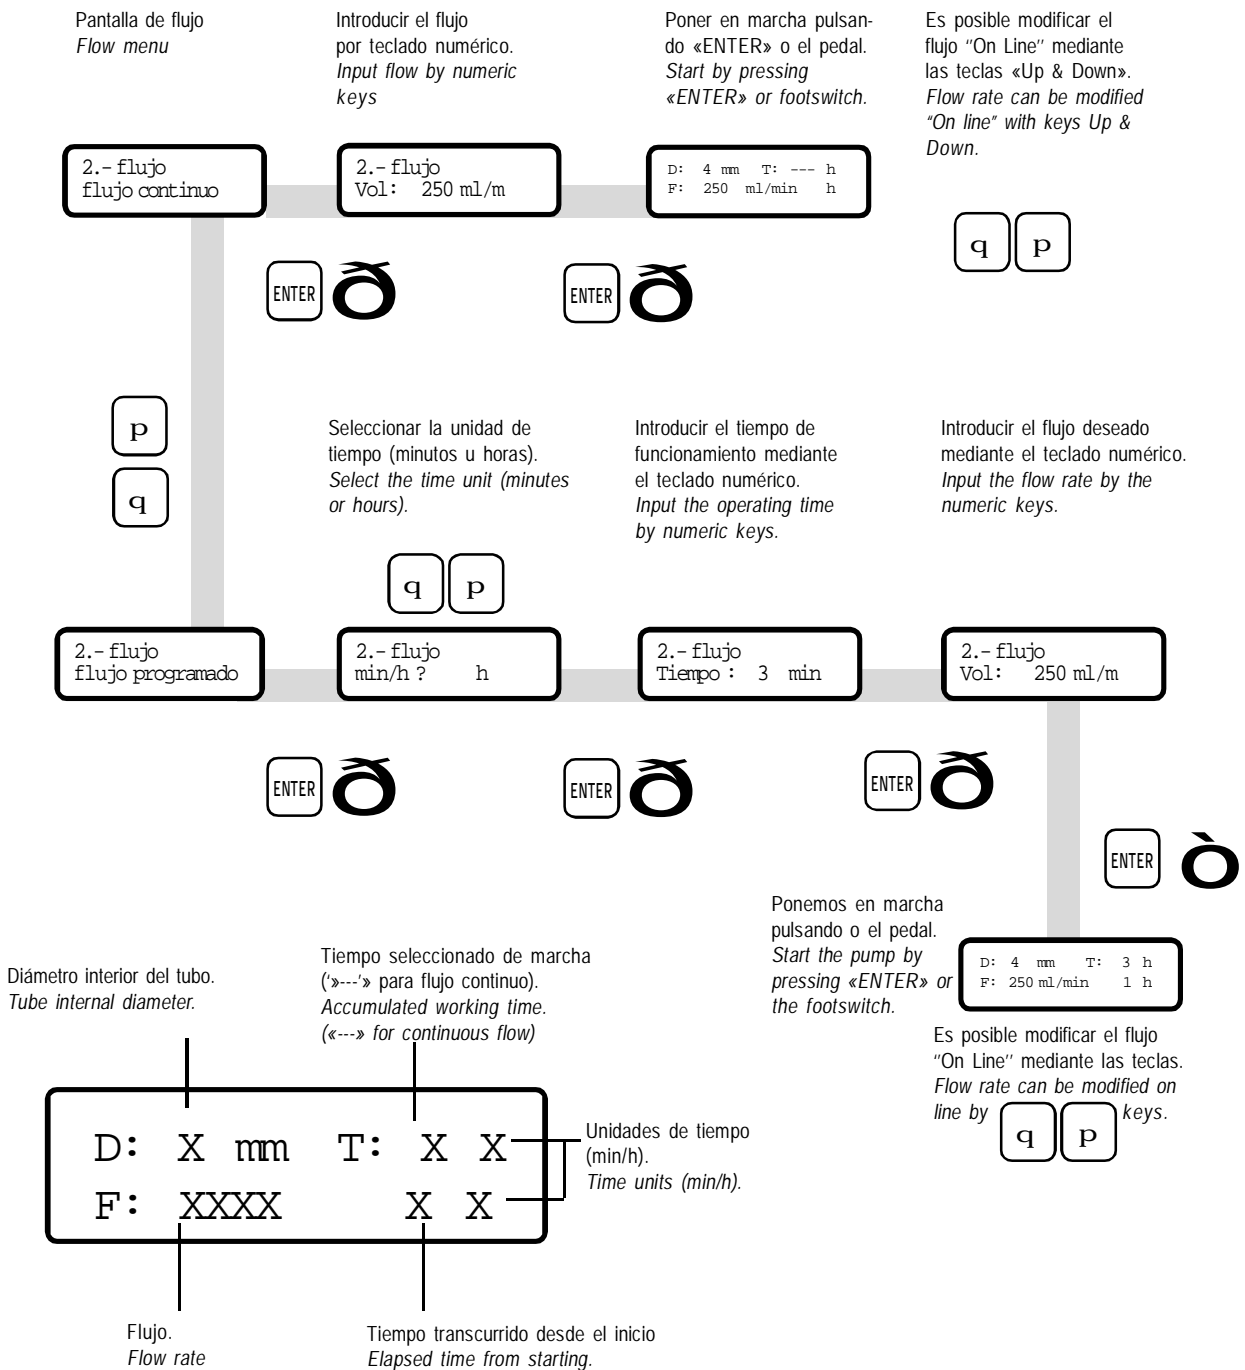 Pantalla de flujo
Flow menu
Introducir el flujo
por teclado numérico.
Input flow by numeric
keys
Poner en marcha pulsan-
do «ENTER» o el pedal.
Start by pressing
«ENTER» or footswitch.
Es posible modificar el
flujo "On Line" mediante
las teclas «Up & Down».
Flow rate can be modified
"On line" with keys Up &
Down.
2.- flujo
flujo continuo
2.- flujo
Vol: 250 ml/m
D: 4 mm T: --- h
F: 250 ml/min h
q p
ENTER ð
ENTER ð
p
q
Seleccionar la unidad de
tiempo (minutos u horas).
Select the time unit (minutes
or hours).
Introducir el tiempo de
funcionamiento mediante
el teclado numérico.
Input the operating time
by numeric keys.
Introducir el flujo deseado
mediante el teclado numérico.
Input the flow rate by the
numeric keys.
q p
2.- flujo
flujo programado
2.- flujo
min/h ? h
2.- flujo
Tiempo : 3 min
2.- flujo
Vol: 250 ml/m
ENTER ð
ENTER ð
ENTER ð
ENTER ò
Ponemos en marcha
pulsando o el pedal.
Start the pump by
pressing «ENTER» or
the footswitch.
D: 4 mm T: 3 h
F: 250 ml/min 1 h
Es posible modificar el flujo
"On Line" mediante las teclas.
Flow rate can be modified on
line by q p keys.
Diámetro interior del tubo.
Tube internal diameter.
Tiempo seleccionado de marcha
('»---'» para flujo continuo).
Accumulated working time.
(«---» for continuous flow)
D: X mm T: X X
F: XXXX X X
Unidades de tiempo
(min/h).
Time units (min/h).
Flujo.
Flow rate
Tiempo transcurrido desde el inicio
Elapsed time from starting.